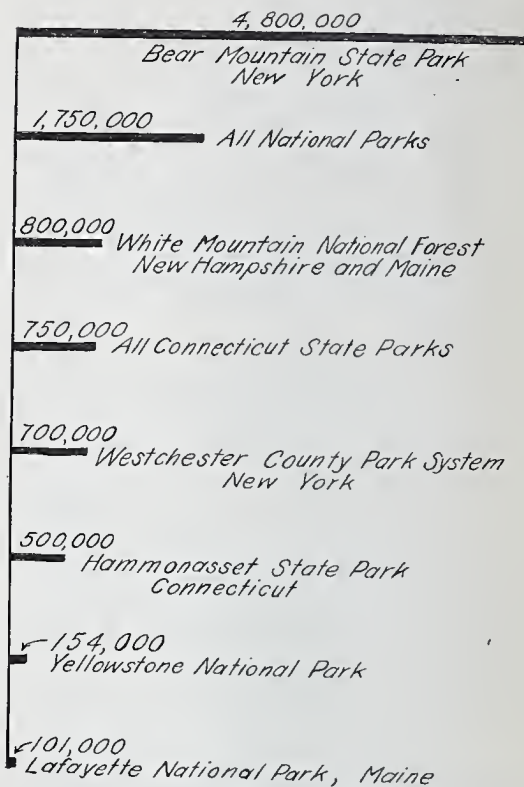 4,800,000
Bear Mountain State Park
New York
1,750,000
All National Parks
800,000
White Mountain National Forest
New Hampshire and Maine
750,000
All Connecticut State Parks
700,000
Westchester County Park System
New York
500,000
Hammonasset State Park
Connecticut
154,000
Yellowstone National Park
101,000
Lafayette National Park, Maine